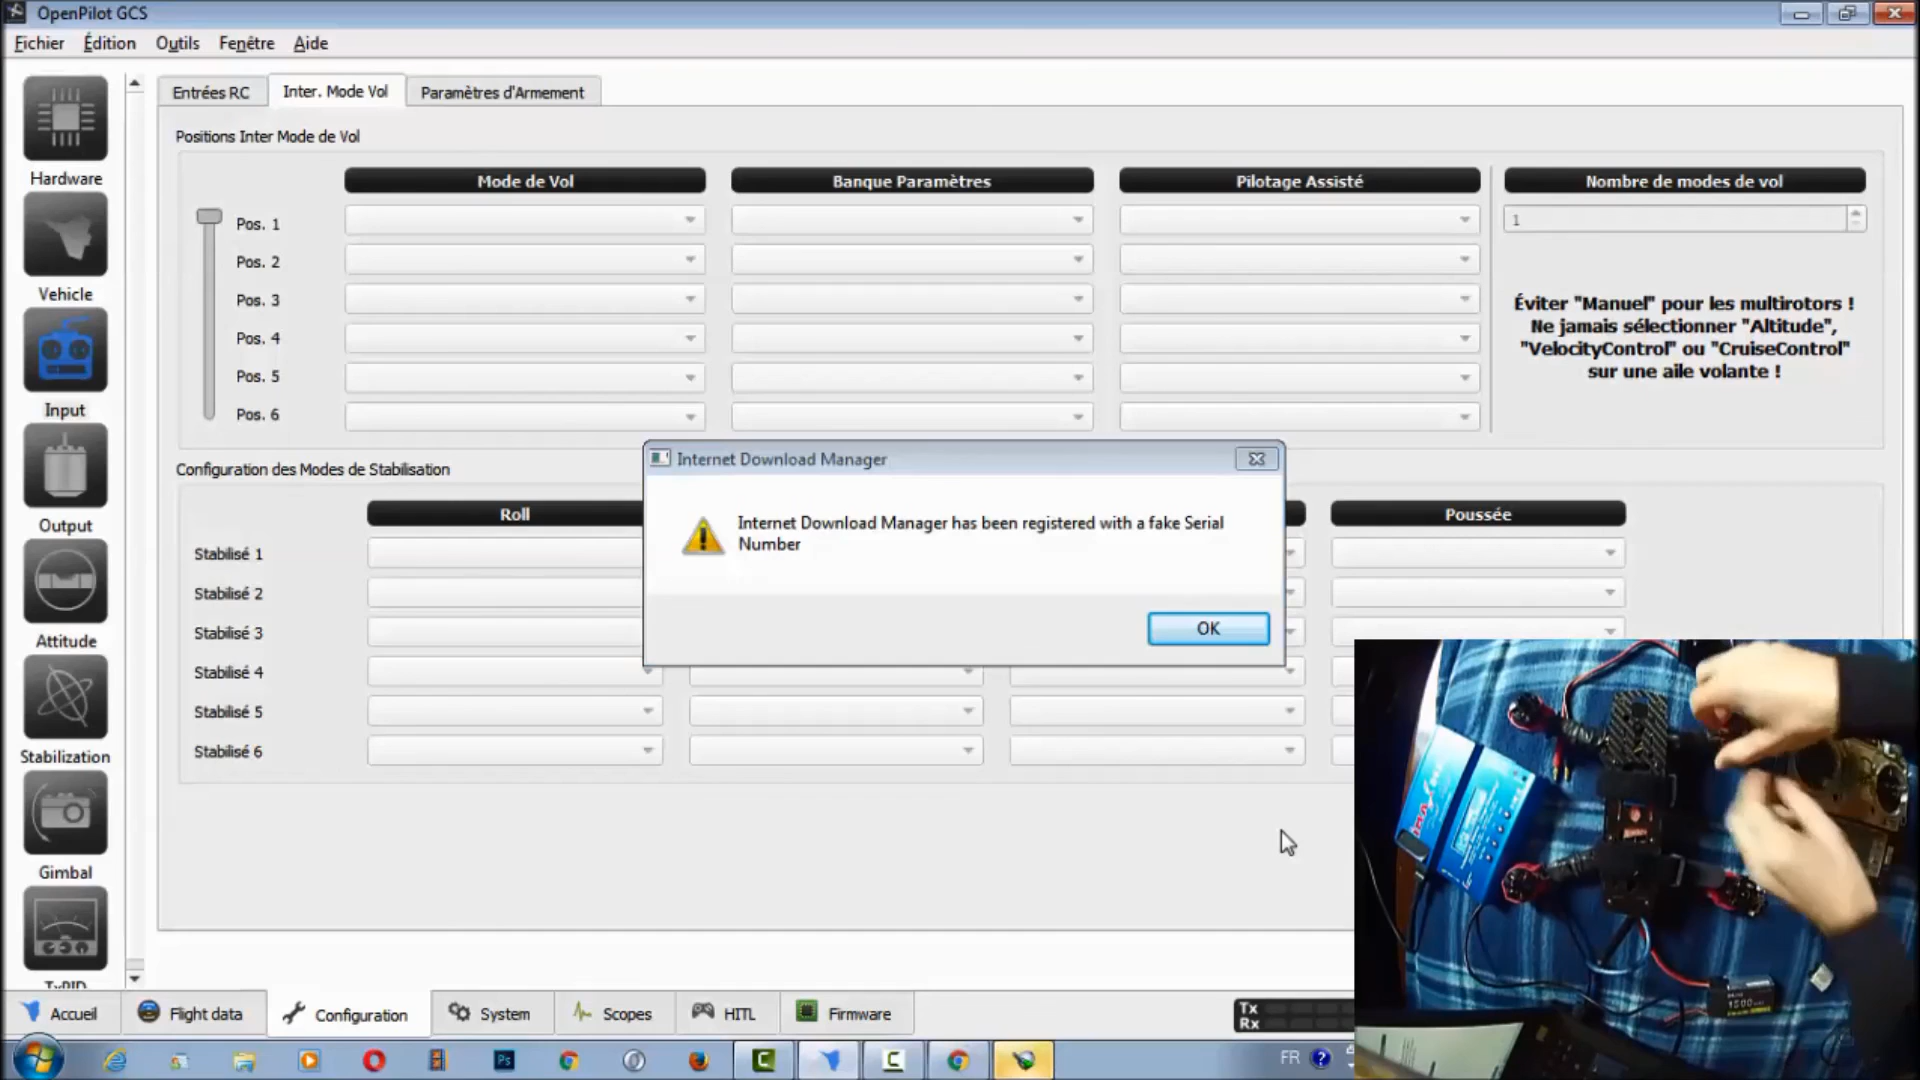 OpenPilot GCS
Fichier Édition Outils Fenêtre Aide
Entrées RC Inter. Mode Vol Paramètres d'Armement
Positions Inter Mode de Vol
Mode de Vol Banque Paramètres Pilotage Assisté Nombre de modes de vol
Pos. 1
Pos. 2
Pos. 3
Pos. 4
Pos. 5
Pos. 6
1
Éviter "Manuel" pour les multirotors !
Ne jamais sélectionner "Altitude",
"VelocityControl" ou "CruiseControl"
sur une aile volante !
Hardware
Vehicle
Input
Output
Attitude
Stabilization
Gimbal
TxPID
Configuration des Modes de Stabilisation
Roll Poussée
Stabilisé 1
Stabilisé 2
Stabilisé 3
Stabilisé 4
Stabilisé 5
Stabilisé 6
Internet Download Manager
Internet Download Manager has been registered with a fake Serial
Number
OK
Accueil Flight data Configuration System Scopes HITL Firmware
Tx
Rx
Ps
FR